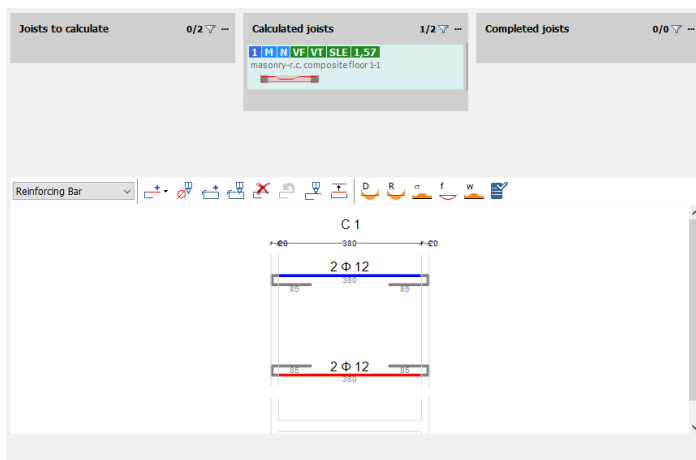 Joists to calculate 0/2 ...
Calculated joists 1/2 ...
Completed joists 0/0 ...
1 M N VF VT SLE 1,57
masonry-r.c. composite floor 1-1
Reinforcing Bar
D R σ f w
C 1
20 380 20
2 Φ 12
380
85 85
85 85
2 Φ 12
380